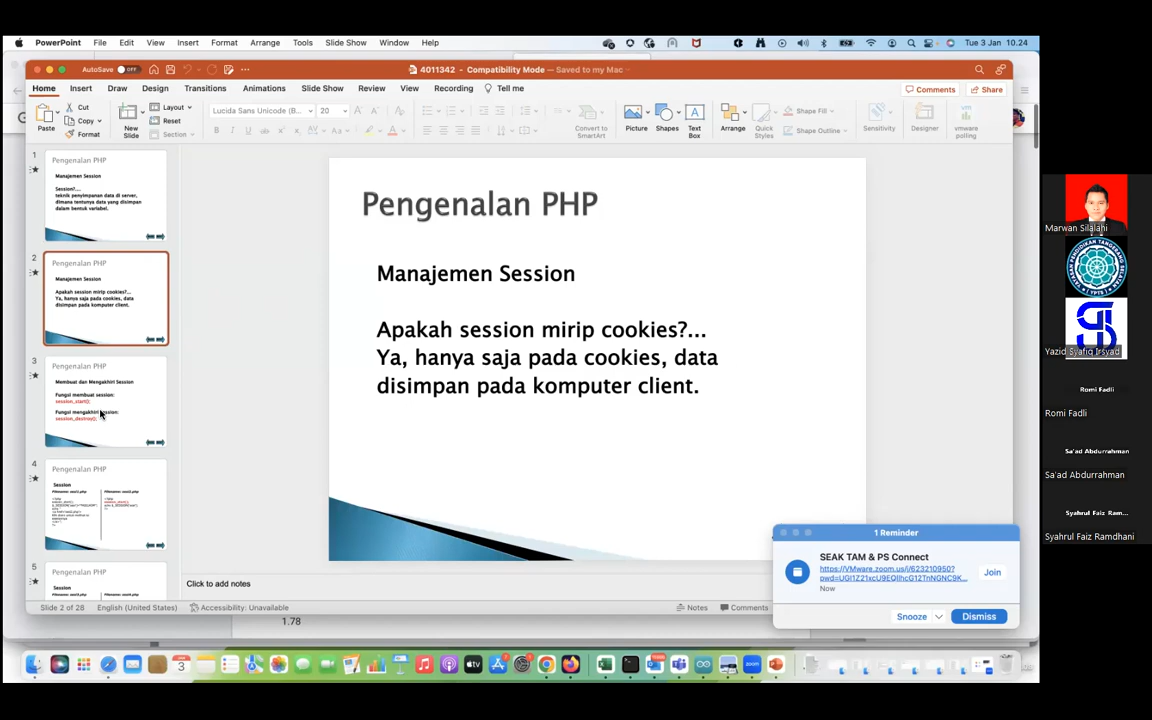 PowerPoint File Edit View Insert Format Arrange Tools Slide Show Window Help
Tue 3 Jan 10.24
AutoSave OFF
4011342 - Compatibility Mode — Saved to my Mac
Home Insert Draw Design Transitions Animations Slide Show Review View Recording Tell me
Comments Share
Paste
Cut
Copy
Format
New Slide
Layout
Reset
Section
Lucida Sans Unicode (B... 20
Convert to SmartArt
Picture
Shapes
Text Box
Arrange
Quick Styles
Shape Fill
Shape Outline
Sensitivity
Designer
vmware polling
1
Pengenalan PHP
Manajemen Session
Session?....
teknik penyimpanan data di server,
dimana tentunya data yang disimpan
dalam bentuk variabel.
2
Pengenalan PHP
Manajemen Session
Apakah session mirip cookies?...
Ya, hanya saja pada cookies, data
disimpan pada komputer client.
3
Pengenalan PHP
Membuat dan Mengakhiri Session
Fungsi membuat session:
session_start();
Fungsi mengakhiri session:
session_destroy();
4
Pengenalan PHP
Session
5
Pengenalan PHP
Session
Pengenalan PHP
Manajemen Session
Apakah session mirip cookies?...
Ya, hanya saja pada cookies, data
disimpan pada komputer client.
Click to add notes
Slide 2 of 28 English (United States) Accessibility: Unavailable
Notes Comments
1.78
1 Reminder
SEAK TAM & PS Connect
https://VMware.zoom.us/j/623210950?
Now
Join
Snooze
Dismiss
Marwan Silalahi
Yazid Syafiq Irsyad
Romi Fadli
Romi Fadli
Sa'ad Abdurrahman
Sa'ad Abdurrahman
Syahrul Faiz Ram...
Syahrul Faiz Ramdhani